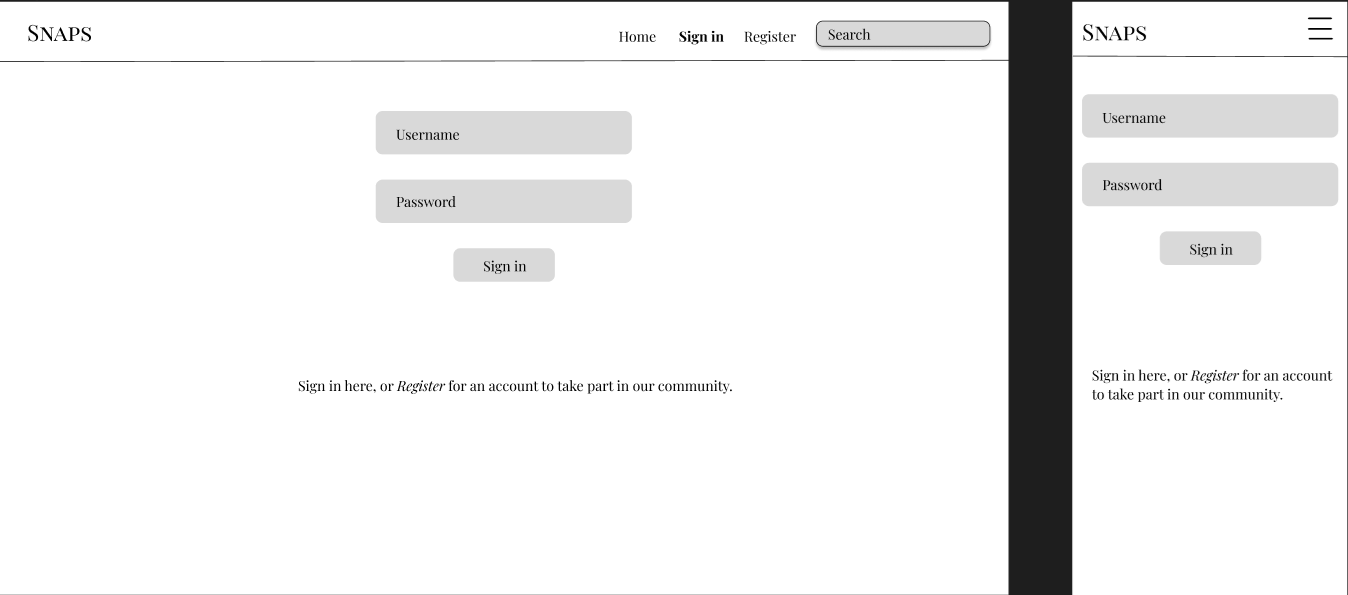 SNAPS
Home Sign in Register Search
Username
Password
Sign in
Sign in here, or Register for an account to take part in our community.
SNAPS
Username
Password
Sign in
Sign in here, or Register for an account
to take part in our community.